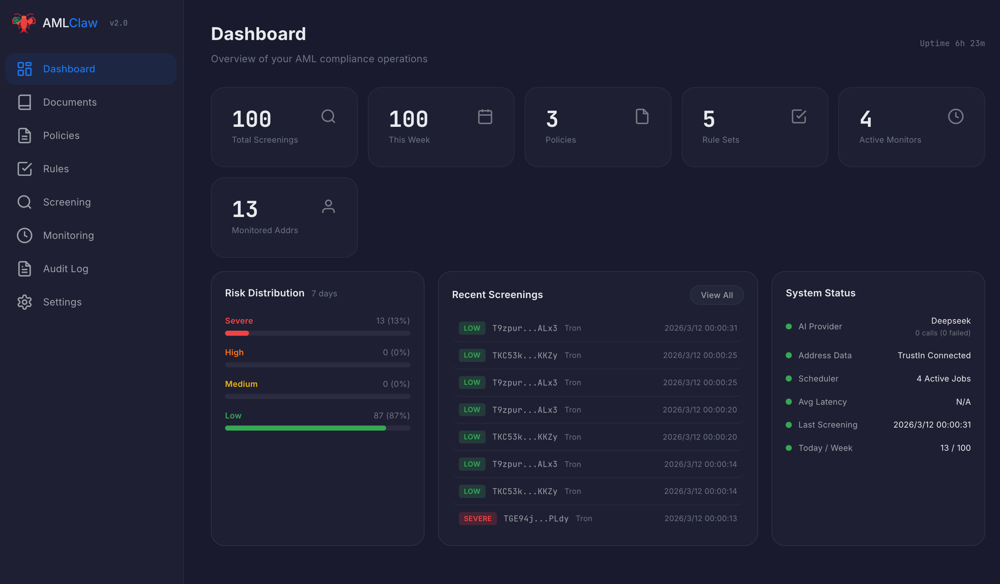 AMLClaw v2.0
Dashboard
Documents
Policies
Rules
Screening
Monitoring
Audit Log
Settings
Dashboard
Overview of your AML compliance operations
Uptime 6h 23m
100
Total Screenings
100
This Week
3
Policies
5
Rule Sets
4
Active Monitors
13
Monitored Addrs
Risk Distribution 7 days
Severe 13 (13%)
High 0 (0%)
Medium 0 (0%)
Low 87 (87%)
Recent Screenings View All
LOW T9zpur...ALx3 Tron 2026/3/12 00:00:31
LOW TKC53k...KKZy Tron 2026/3/12 00:00:25
LOW T9zpur...ALx3 Tron 2026/3/12 00:00:25
LOW T9zpur...ALx3 Tron 2026/3/12 00:00:20
LOW TKC53k...KKZy Tron 2026/3/12 00:00:20
LOW T9zpur...ALx3 Tron 2026/3/12 00:00:14
LOW TKC53k...KKZy Tron 2026/3/12 00:00:14
SEVERE TGE94j...PLdy Tron 2026/3/12 00:00:13
System Status
AI Provider Deepseek
0 calls (0 failed)
Address Data TrustIn Connected
Scheduler 4 Active Jobs
Avg Latency N/A
Last Screening 2026/3/12 00:00:31
Today / Week 13 / 100